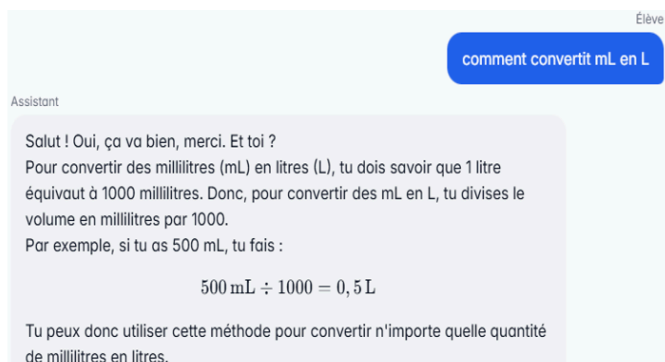 Élève
comment convertit mL en L
Assistant
Salut ! Oui, ça va bien, merci. Et toi ?
Pour convertir des millilitres (mL) en litres (L), tu dois savoir que 1 litre
équivaut à 1000 millilitres. Donc, pour convertir des mL en L, tu divises le
volume en millilitres par 1000.
Par exemple, si tu as 500 mL, tu fais :
500 mL ÷ 1000 = 0, 5 L
Tu peux donc utiliser cette méthode pour convertir n'importe quelle quantité
de millilitres en litres.